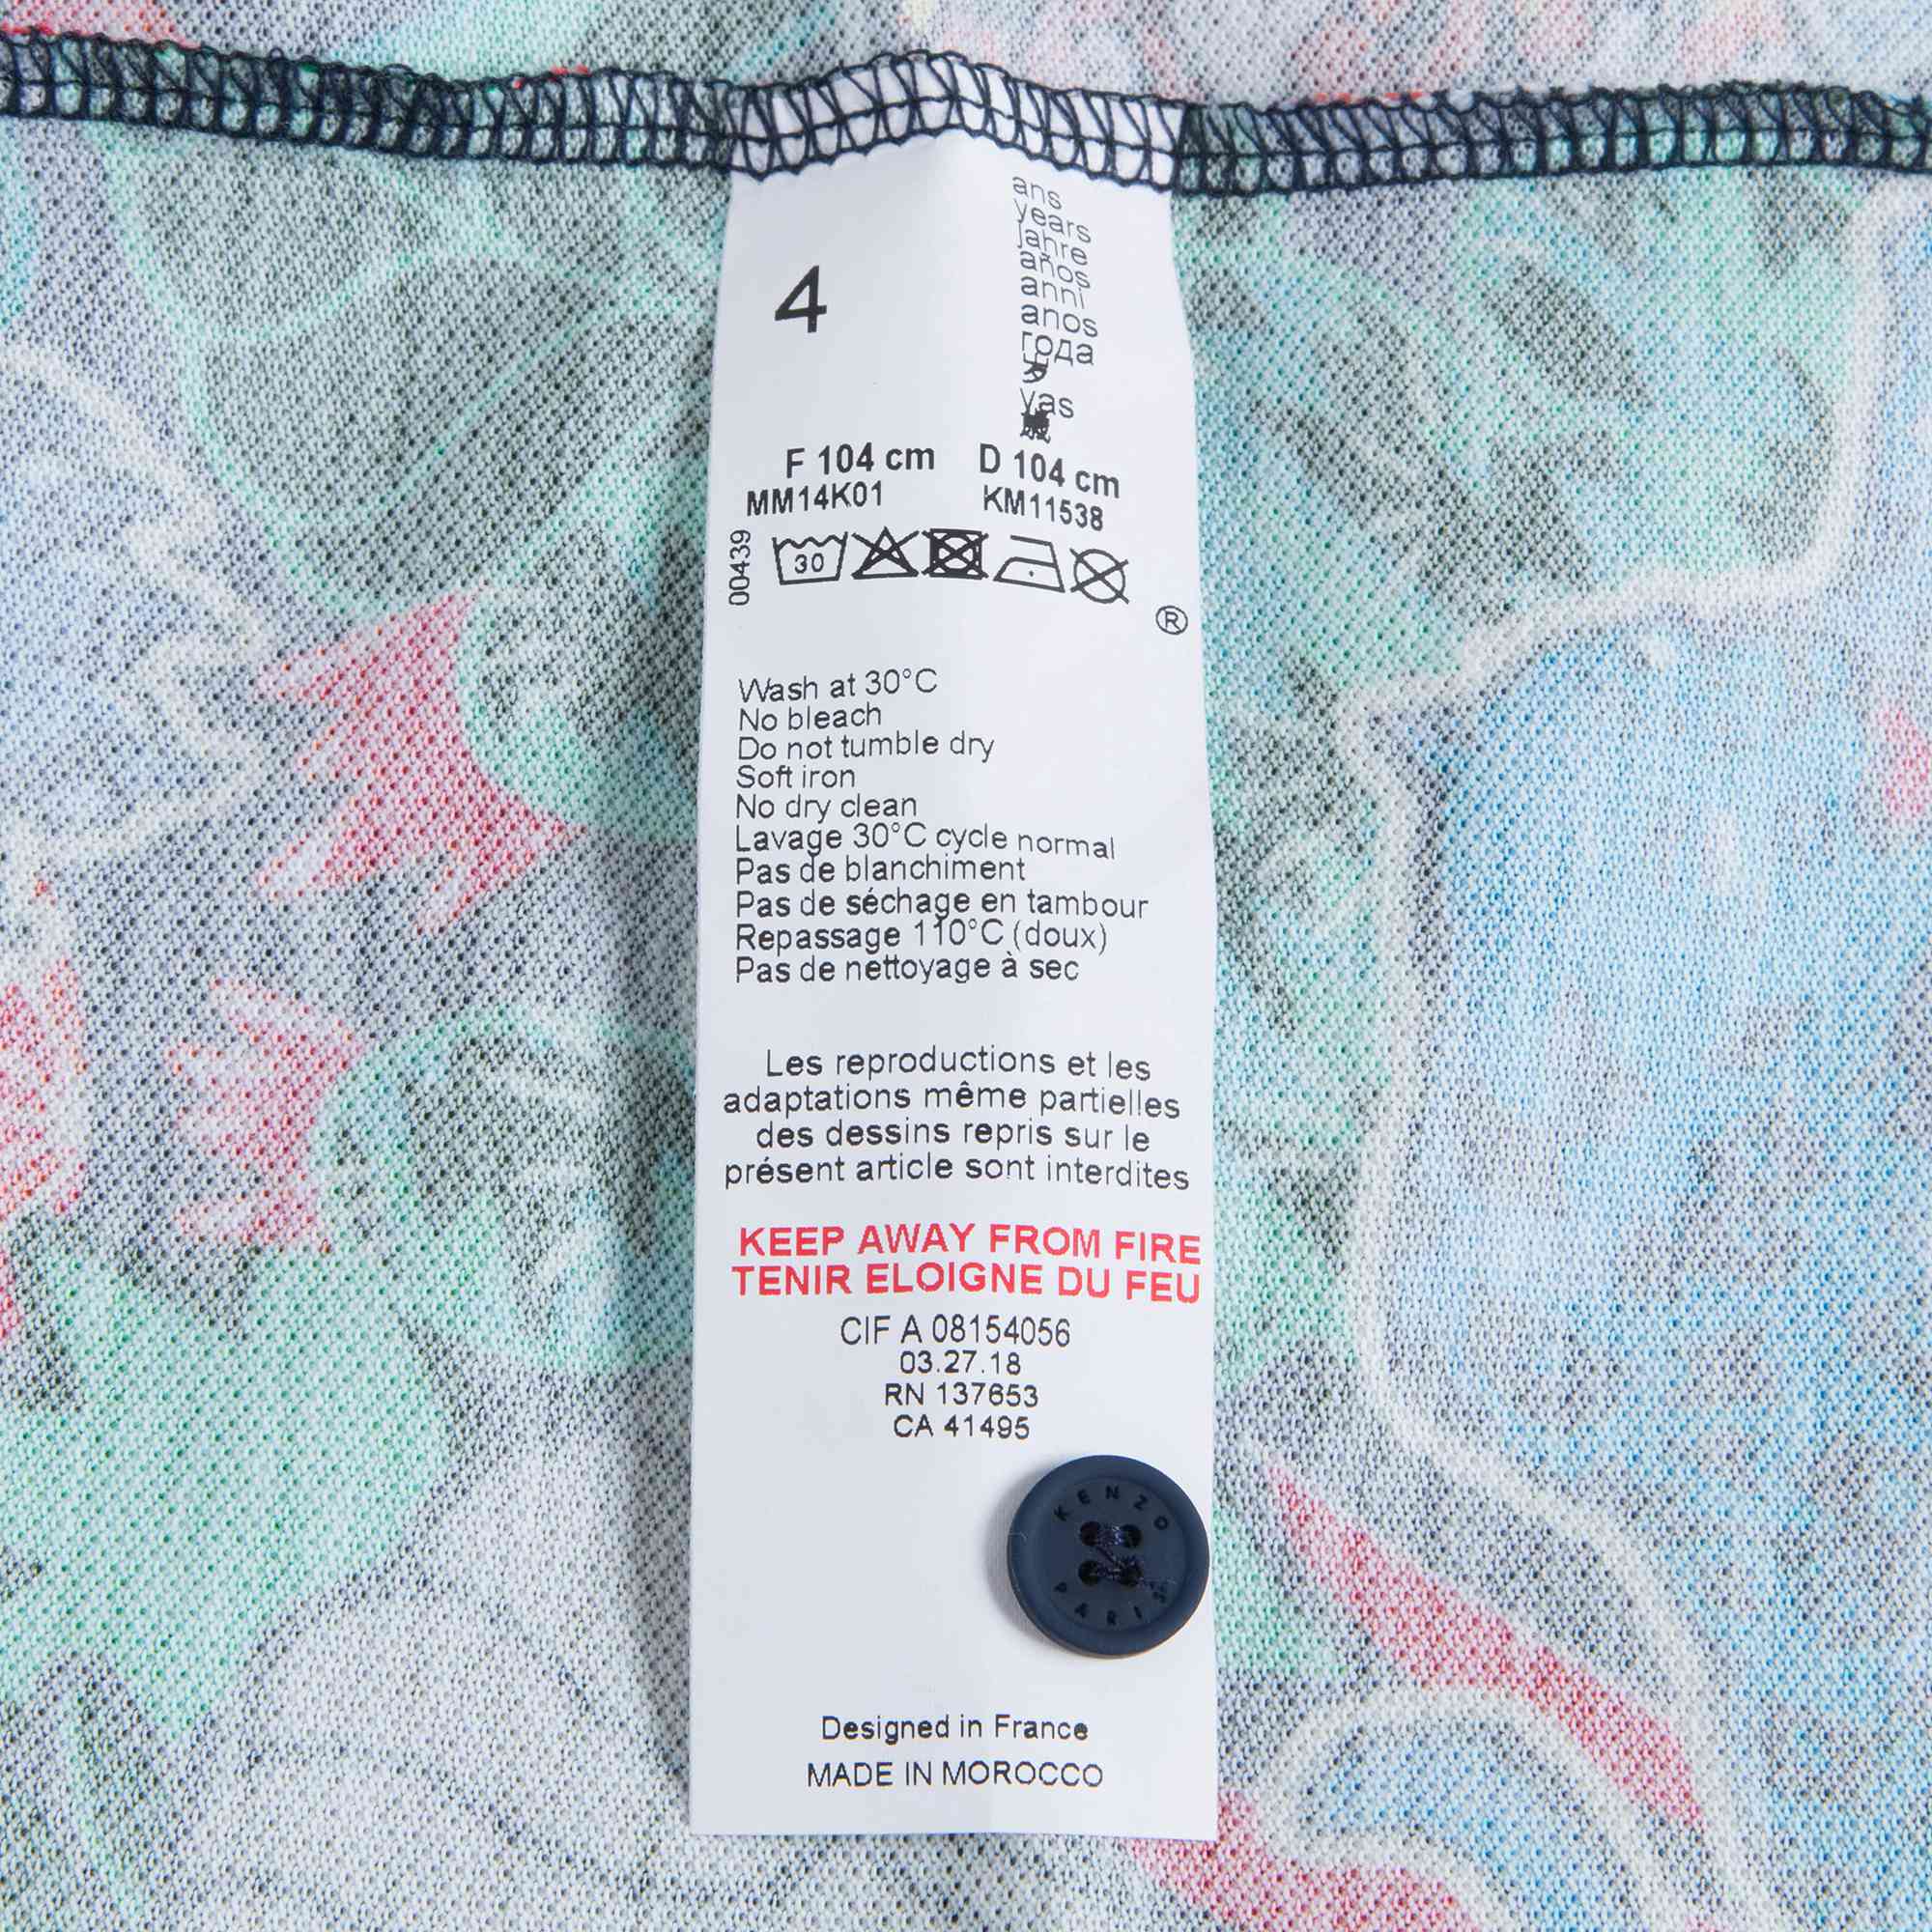 4
ans
years
Jahre
años
anni
anos
года
yas
F 104 cm D 104 cm
MM14K01 KM11538
00439
30
®
Wash at 30°C
No bleach
Do not tumble dry
Soft iron
No dry clean
Lavage 30°C cycle normal
Pas de blanchiment
Pas de séchage en tambour
Repassage 110°C (doux)
Pas de nettoyage à sec
Les reproductions et les
adaptations même partielles
des dessins repris sur le
présent article sont interdites
KEEP AWAY FROM FIRE
TENIR ELOIGNE DU FEU
CIF A 08154056
03.27.18
RN 137653
CA 41495
KENZO
PARIS
Designed in France
MADE IN MOROCCO